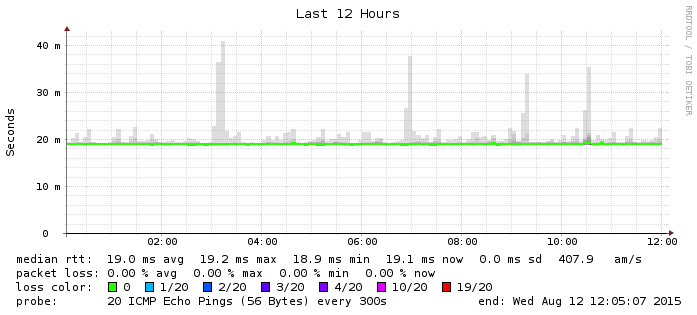 Last 12 Hours
RRDTOOL / TOBI OETIKER
Seconds
40 m
30 m
20 m
10 m
0
02:00 04:00 06:00 08:00 10:00 12:00
median rtt: 19.0 ms avg 19.2 ms max 18.9 ms min 19.1 ms now 0.0 ms sd 407.9 am/s
packet loss: 0.00 % avg 0.00 % max 0.00 % min 0.00 % now
loss color: 0 1/20 2/20 3/20 4/20 10/20 19/20
probe: 20 ICMP Echo Pings (56 Bytes) every 300s end: Wed Aug 12 12:05:07 2015